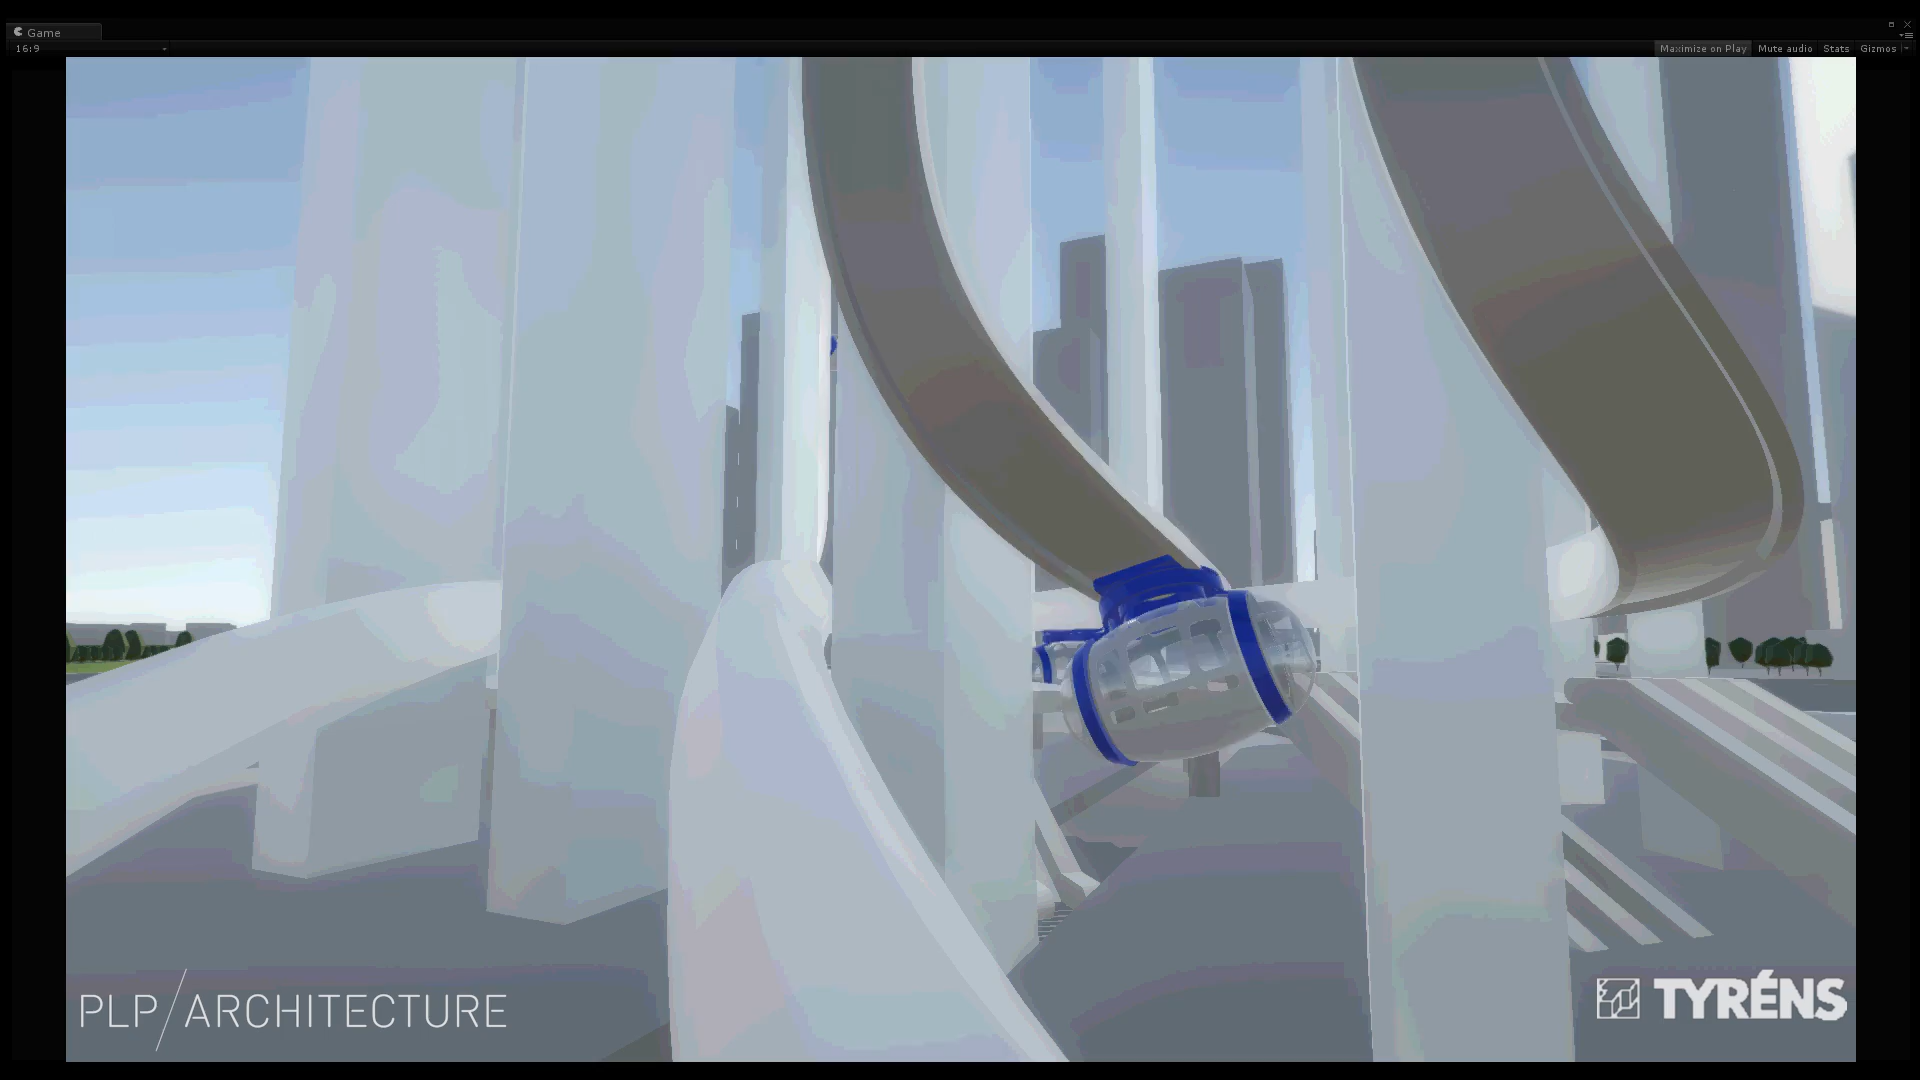 Game
16:9
Maximize on Play Mute audio Stats Gizmos
PLP/ARCHITECTURE
TYRÉNS